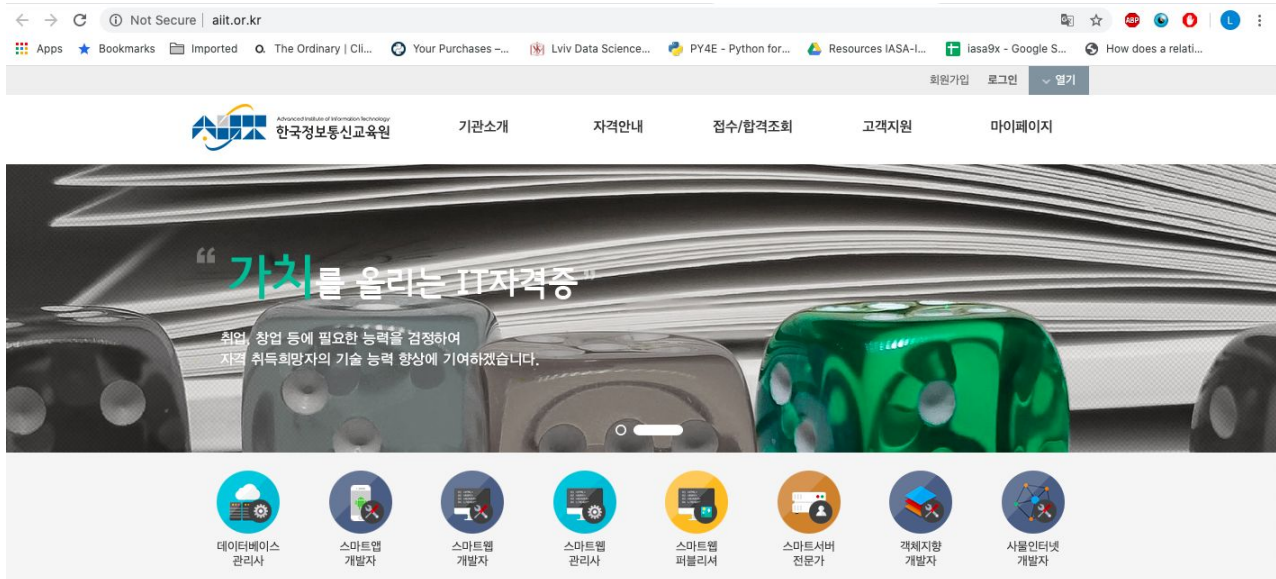 Not Secure | aiit.or.kr
Apps Bookmarks Imported The Ordinary | Cli... Your Purchases –... Lviv Data Science... PY4E - Python for... Resources IASA-I... iasa9x - Google S... How does a relati...
회원가입 로그인 열기
Advanced Institute of Information Technology
한국정보통신교육원
기관소개 자격안내 접수/합격조회 고객지원 마이페이지
“가치를 올리는 IT자격증”
취업, 창업 등에 필요한 능력을 검정하여
자격 취득희망자의 기술 능력 향상에 기여하겠습니다.
데이터베이스 스마트앱 스마트웹 스마트웹 스마트웹 스마트서버 객체지향 사물인터넷
관리사 개발자 개발자 관리사 퍼블리셔 전문가 개발자 개발자